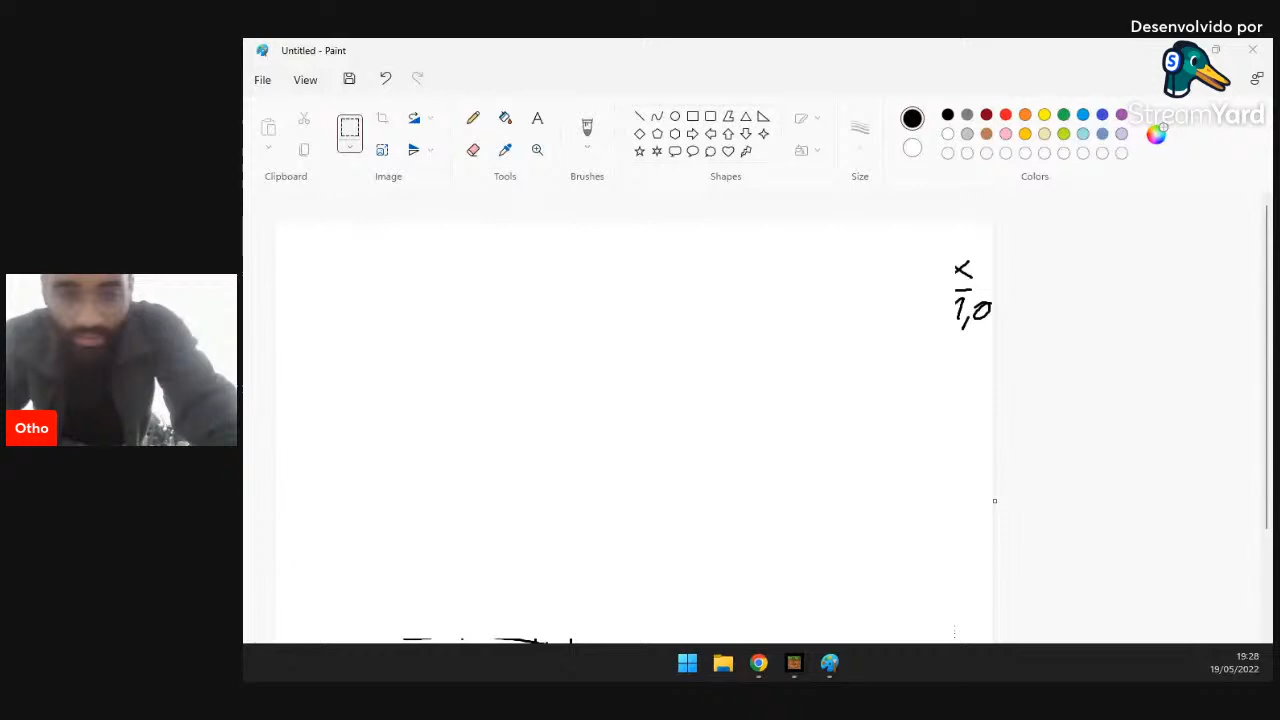 Desenvolvido por
Untitled - Paint
S
File
View
StreamYard
A
Clipboard
Image
Tools
Brushes
Shapes
Size
Colors
x
1,0
Otho
19:28
19/05/2022